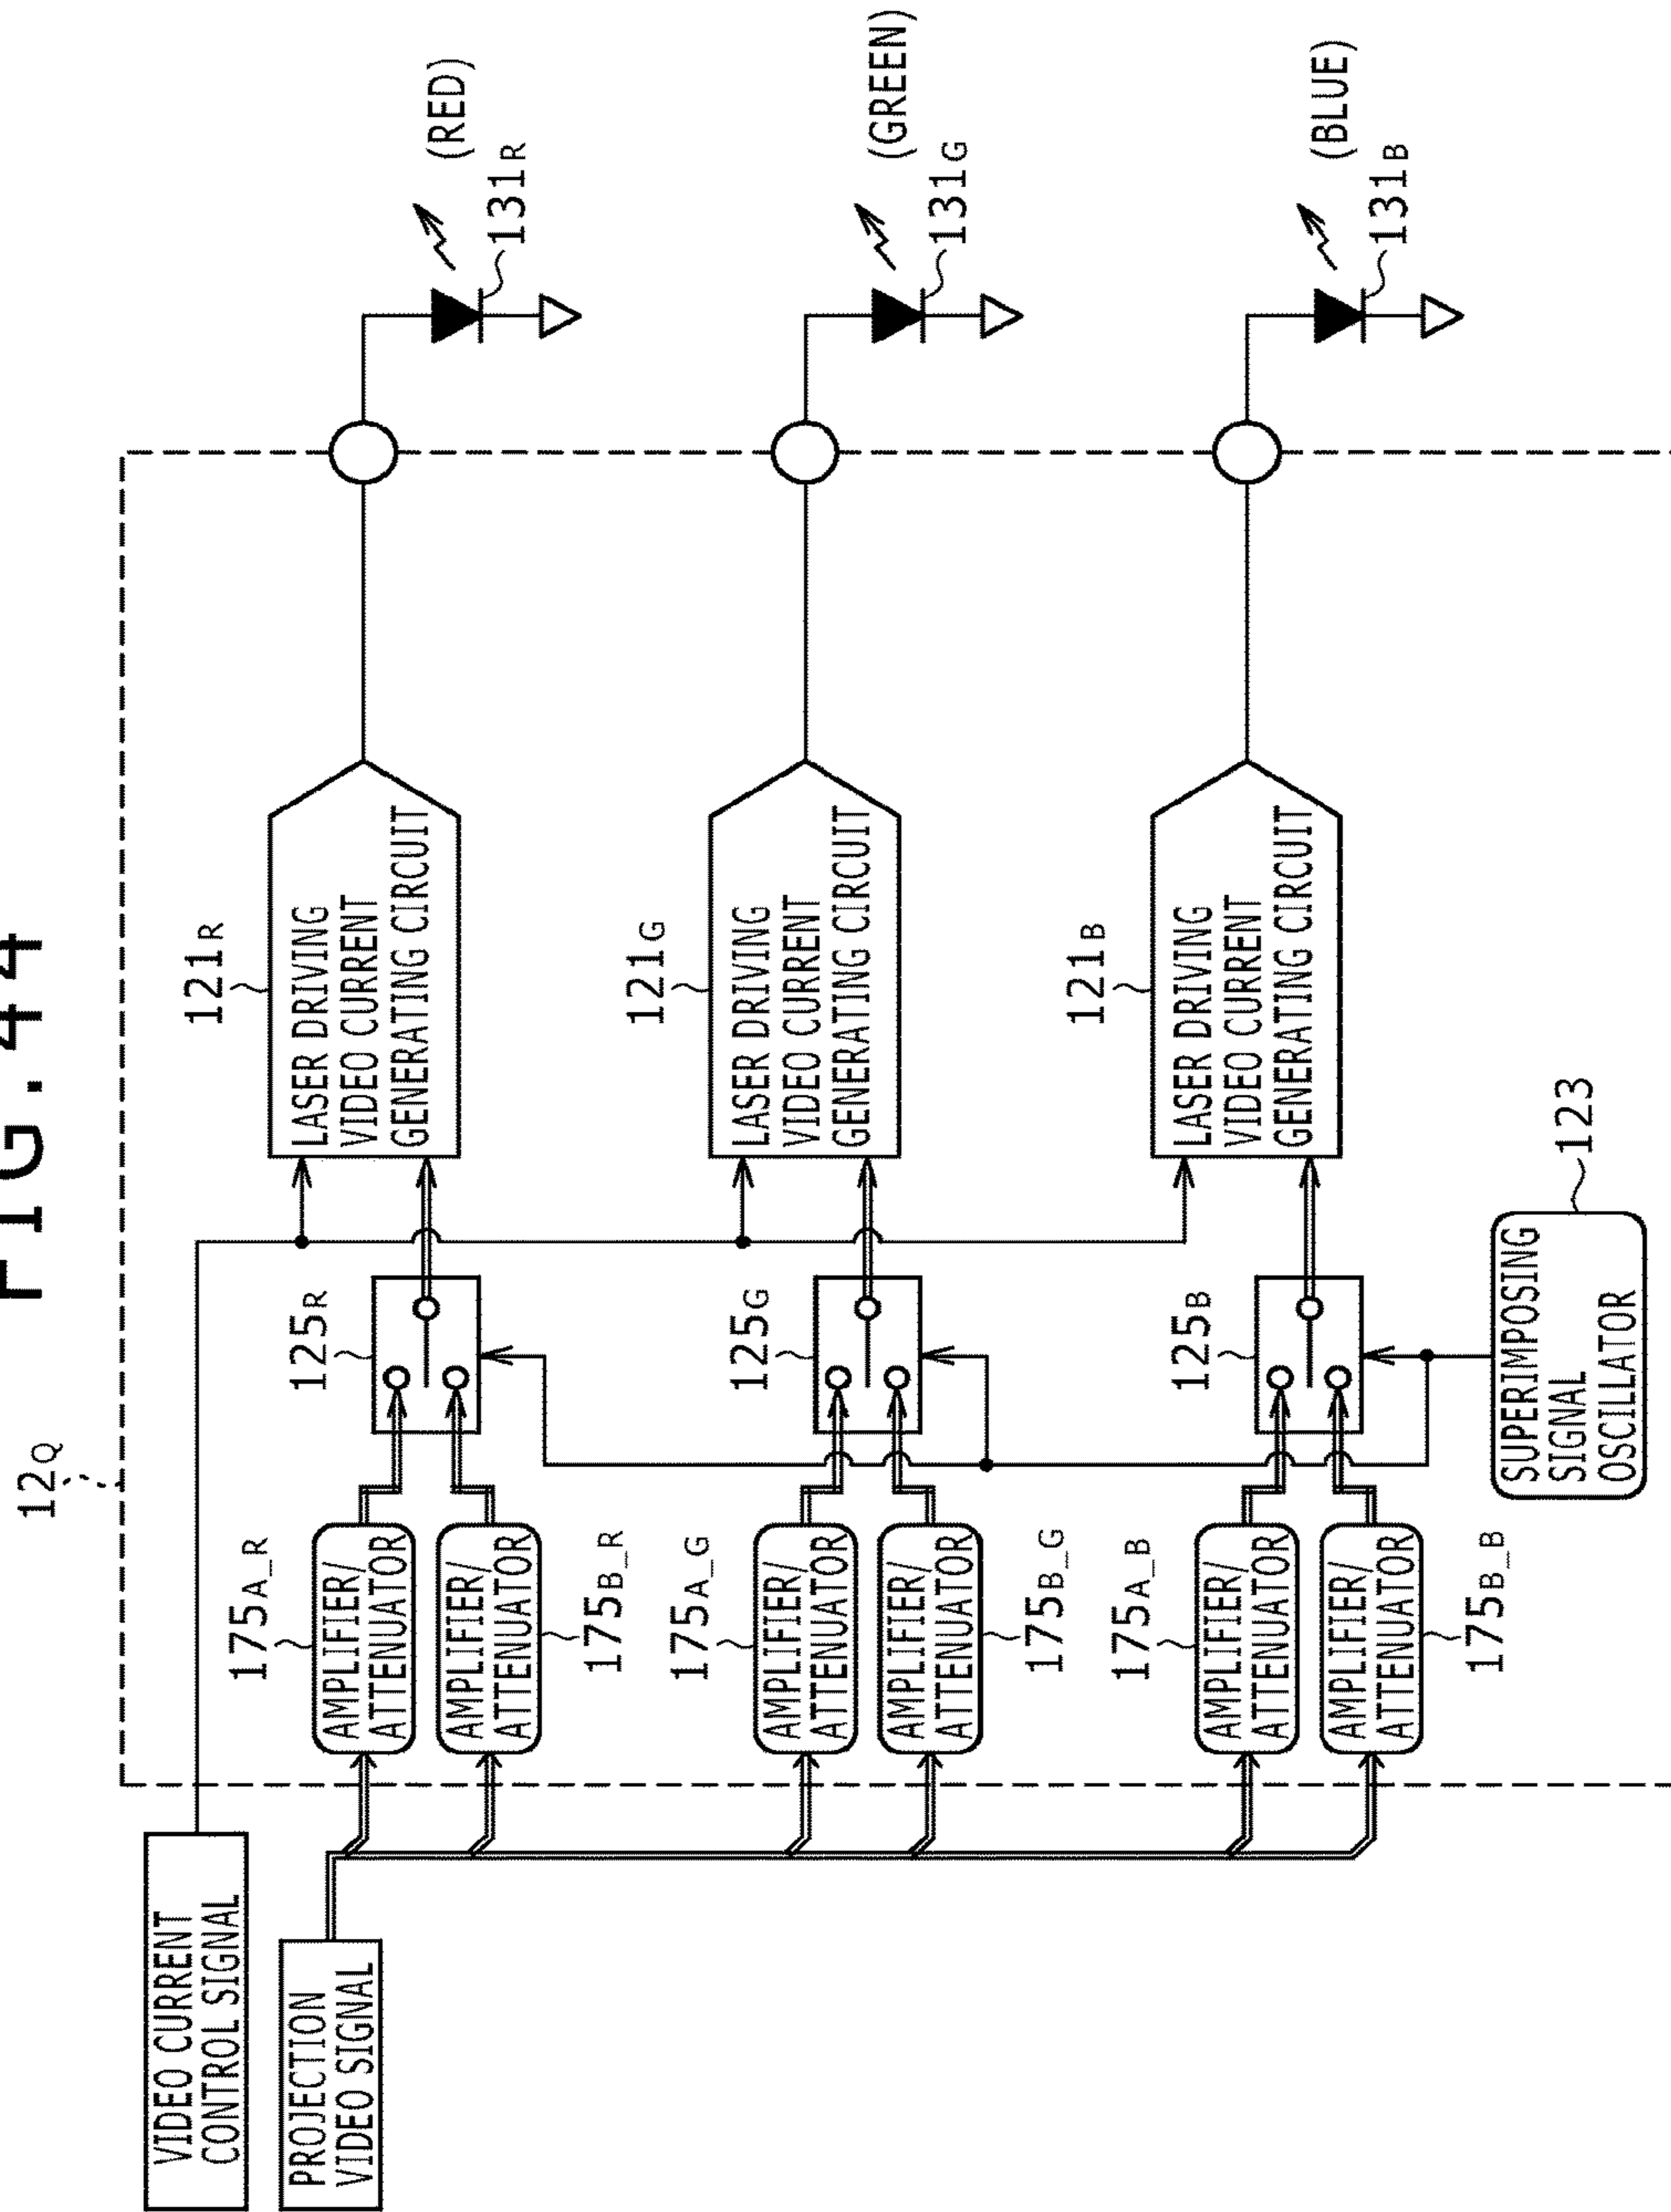 FIG.44
12Q
VIDEO CURRENT
CONTROL SIGNAL
PROJECTION
VIDEO SIGNAL
175A_R
AMPLIFIER/
ATTENUATOR
AMPLIFIER/
ATTENUATOR
175B_R
125R
121R
LASER DRIVING
VIDEO CURRENT
GENERATING CIRCUIT
(RED)
131R
175A_G
AMPLIFIER/
ATTENUATOR
AMPLIFIER/
ATTENUATOR
175B_G
125G
121G
LASER DRIVING
VIDEO CURRENT
GENERATING CIRCUIT
(GREEN)
131G
175A_B
AMPLIFIER/
ATTENUATOR
AMPLIFIER/
ATTENUATOR
175B_B
125B
121B
LASER DRIVING
VIDEO CURRENT
GENERATING CIRCUIT
(BLUE)
131B
SUPERIMPOSING
SIGNAL
OSCILLATOR
123